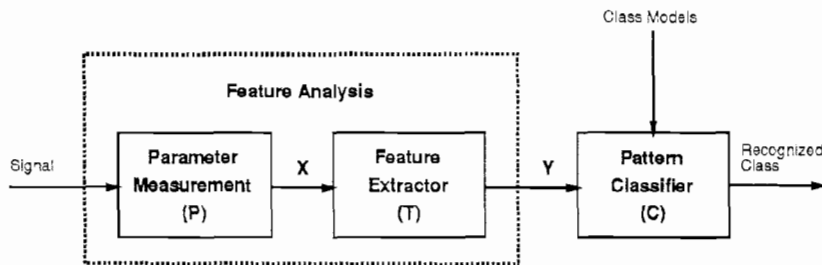 Class Models
Feature Analysis
Signal
Parameter
Measurement
(P)
X
Feature
Extractor
(T)
Y
Pattern
Classifier
(C)
Recognized
Class